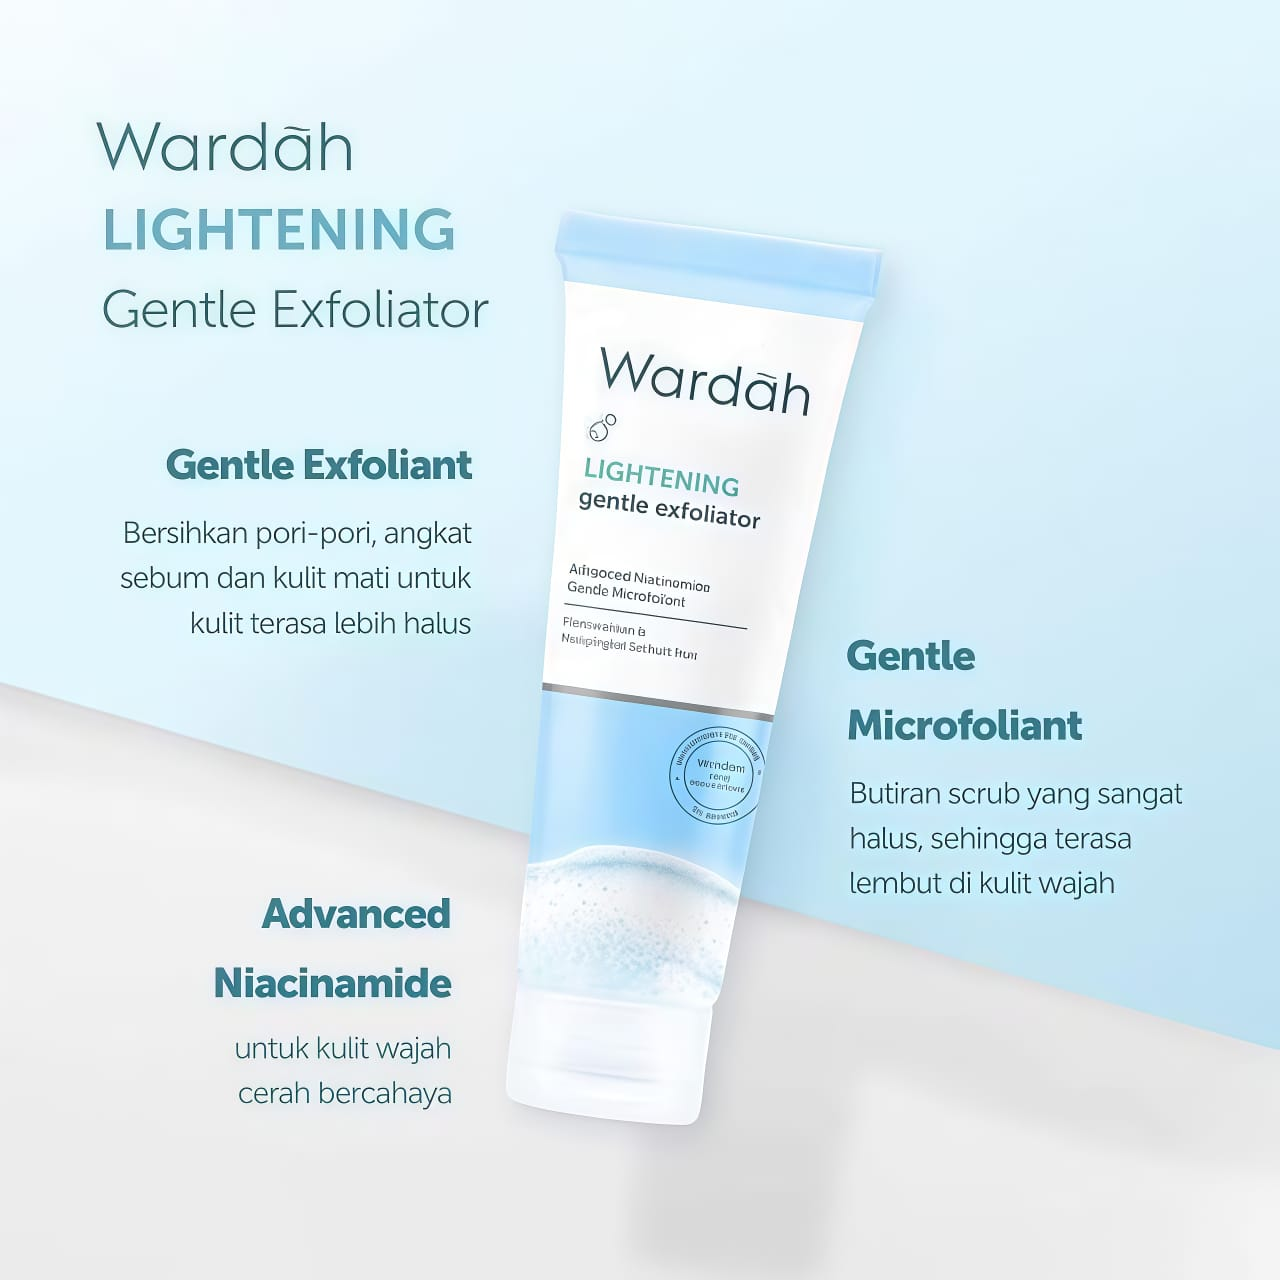 Wardāh
LIGHTENING
Gentle Exfoliator
Gentle Exfoliant
Bersihkan pori-pori, angkat
sebum dan kulit mati untuk
kulit terasa lebih halus
Advanced
Niacinamide
untuk kulit wajah
cerah bercahaya
Wardāh
LIGHTENING
gentle exfoliator
Gentle
Microfoliant
Butiran scrub yang sangat
halus, sehingga terasa
lembut di kulit wajah